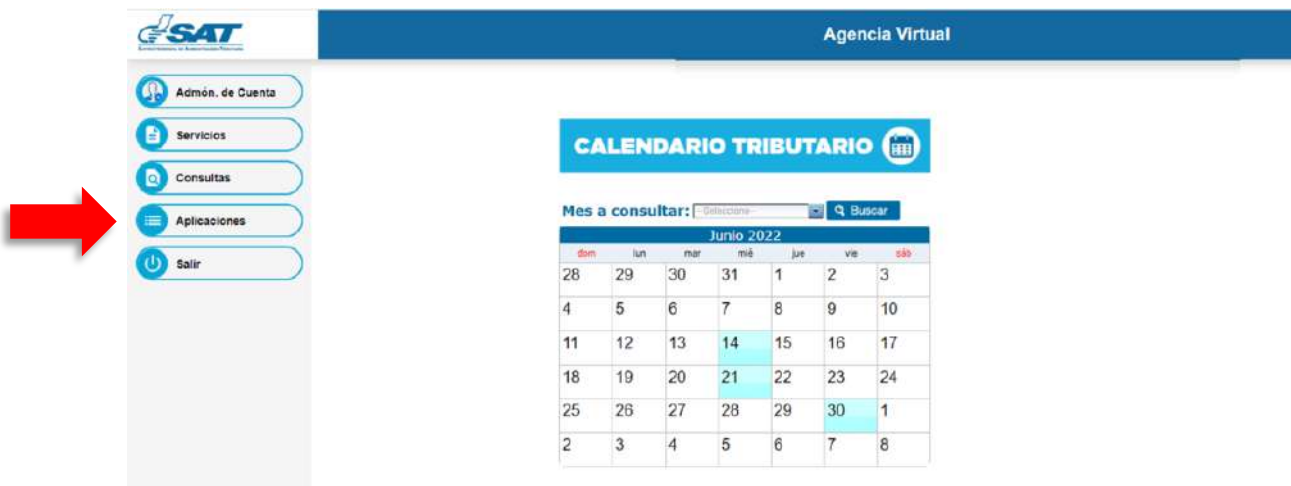 SAT
Agencia Virtual
Admón. de Cuenta
Servicios
Consultas
Aplicaciones
Salir
CALENDARIO TRIBUTARIO
Mes a consultar: --Seleccione-- Buscar
Junio 2022
dom lun mar mié jue vie sáb
28 29 30 31 1 2 3
4 5 6 7 8 9 10
11 12 13 14 15 16 17
18 19 20 21 22 23 24
25 26 27 28 29 30 1
2 3 4 5 6 7 8